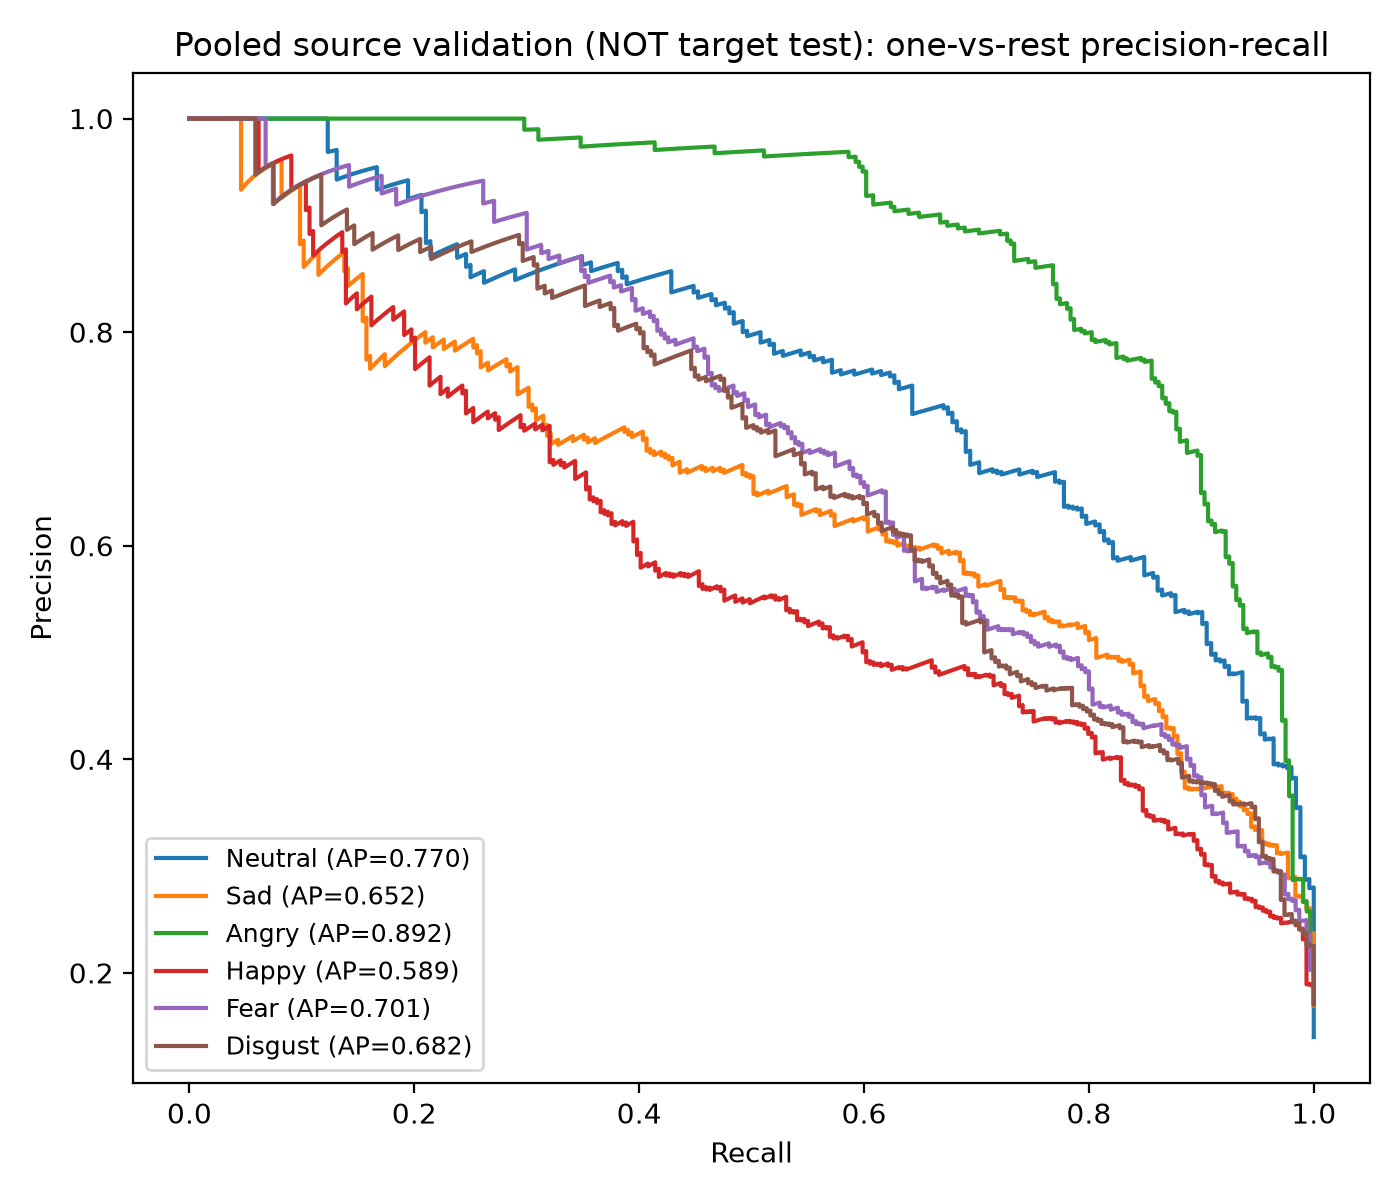 Pooled source validation (NOT target test): one-vs-rest precision-recall
1.0
0.8
0.6
0.4
0.2
Precision
Neutral (AP=0.770)
Sad (AP=0.652)
Angry (AP=0.892)
Happy (AP=0.589)
Fear (AP=0.701)
Disgust (AP=0.682)
0.0 0.2 0.4 0.6 0.8 1.0
Recall